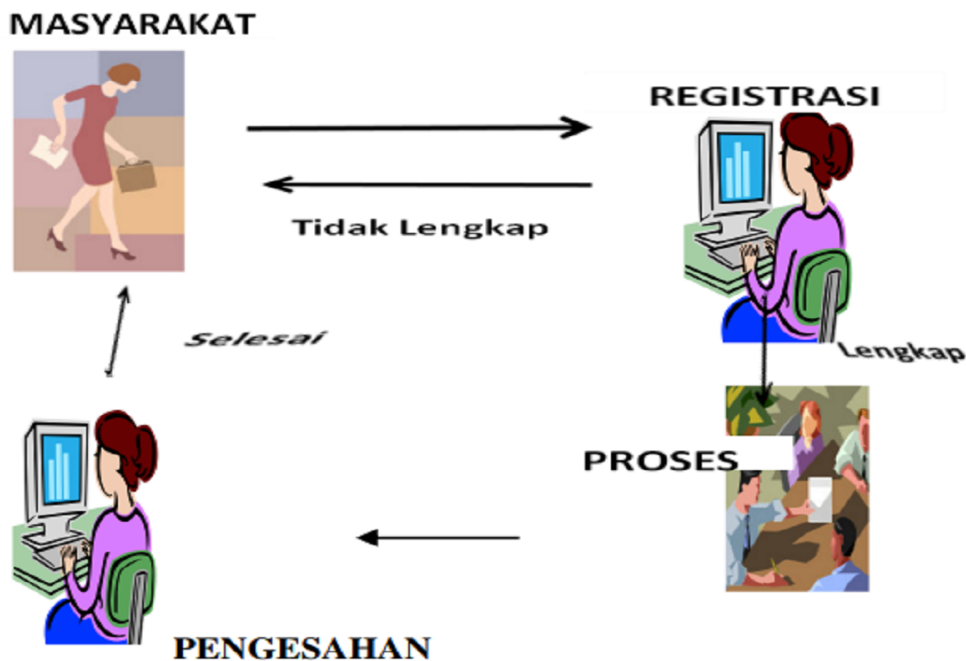 MASYARAKAT
REGISTRASI
Tidak Lengkap
Selesai
Lengkap
PROSES
PENGESAHAN